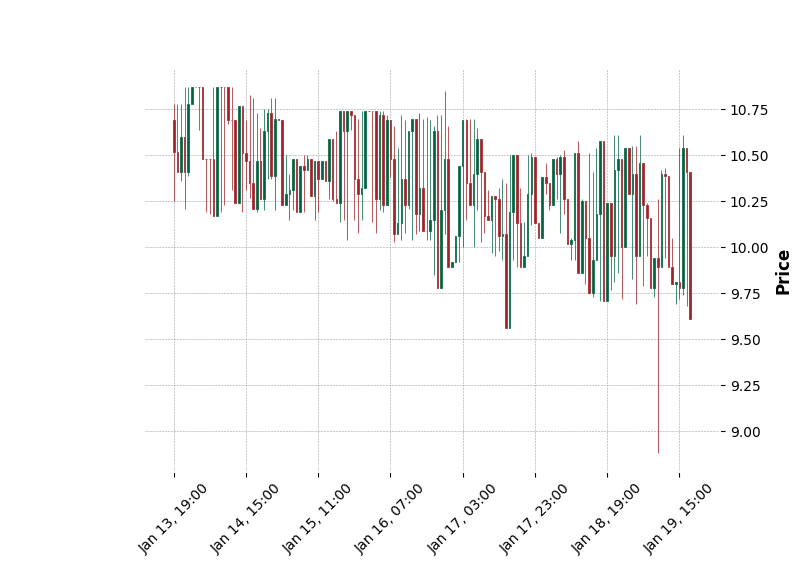 10.75
10.50
10.25
10.00
9.75
9.50
9.25
9.00
Price
Jan 13, 19:00
Jan 14, 15:00
Jan 15, 11:00
Jan 16, 07:00
Jan 17, 03:00
Jan 17, 23:00
Jan 18, 19:00
Jan 19, 15:00